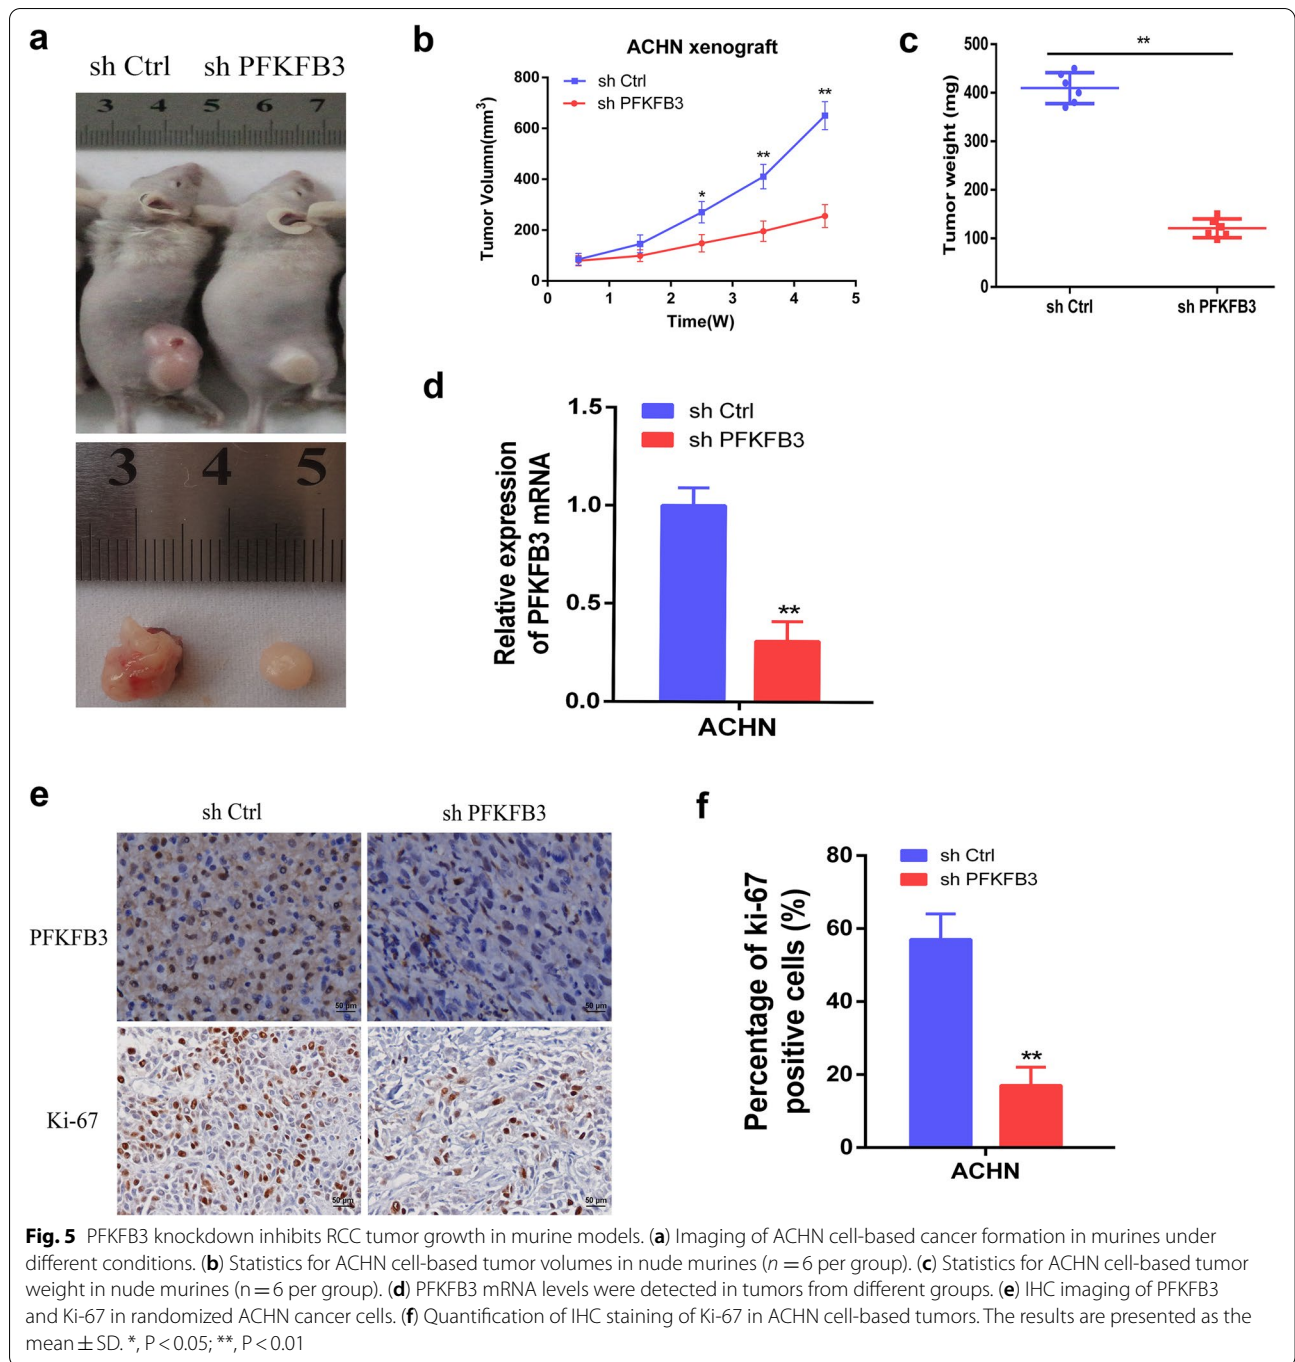 a
sh Ctrl sh PFKFB3
3 4 5 6 7
3 4 5
b
ACHN xenograft
sh Ctrl
sh PFKFB3
Tumor Volumn(mm³)
800
600
400
200
0
* ** **
0 1 2 3 4 5
Time(W)
c
**
Tumor weight (mg)
500
400
300
200
100
0
sh Ctrl sh PFKFB3
d
sh Ctrl
sh PFKFB3
Relative expression
of PFKFB3 mRNA
1.5
1.0
0.5
0.0
**
ACHN
e
sh Ctrl sh PFKFB3
PFKFB3
50 μm 50 μm
Ki-67
50 μm 50 μm
f
sh Ctrl
sh PFKFB3
Percentage of ki-67
positive cells (%)
80
60
40
20
0
**
ACHN
Fig. 5 PFKFB3 knockdown inhibits RCC tumor growth in murine models. (a) Imaging of ACHN cell-based cancer formation in murines under
different conditions. (b) Statistics for ACHN cell-based tumor volumes in nude murines (n = 6 per group). (c) Statistics for ACHN cell-based tumor
weight in nude murines (n = 6 per group). (d) PFKFB3 mRNA levels were detected in tumors from different groups. (e) IHC imaging of PFKFB3
and Ki-67 in randomized ACHN cancer cells. (f) Quantification of IHC staining of Ki-67 in ACHN cell-based tumors. The results are presented as the
mean ± SD. *, P < 0.05; **, P < 0.01